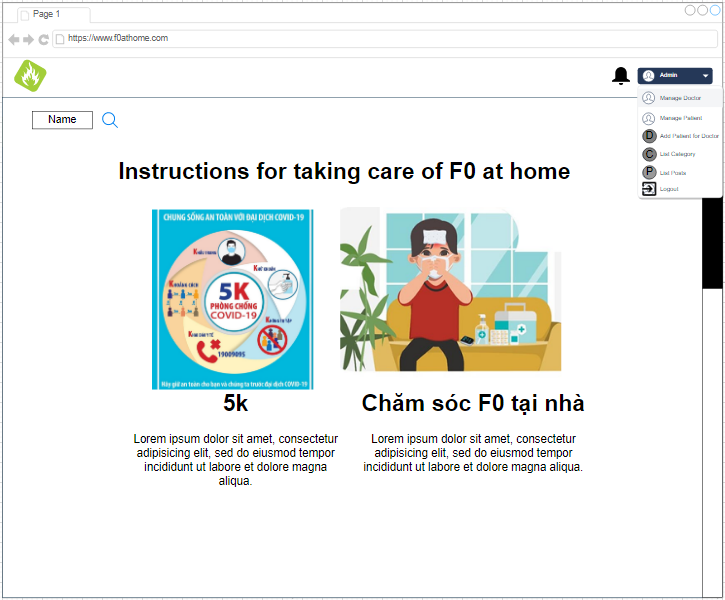 Page 1
https://www.f0athome.com
Admin
Manage Doctor
Manage Patient
D Add Patient for Doctor
C List Category
P List Posts
Logout
Name
Instructions for taking care of F0 at home
CHUNG SỐNG AN TOÀN VỚI ĐẠI DỊCH COVID-19
5K
PHÒNG CHỐNG
COVID-19
19009095
Hãy giữ an toàn cho bạn và chúng ta trước đại dịch COVID-19
5k
Chăm sóc F0 tại nhà
Lorem ipsum dolor sit amet, consectetur
adipisicing elit, sed do eiusmod tempor
incididunt ut labore et dolore magna
aliqua.
Lorem ipsum dolor sit amet, consectetur
adipisicing elit, sed do eiusmod tempor
incididunt ut labore et dolore magna aliqua.